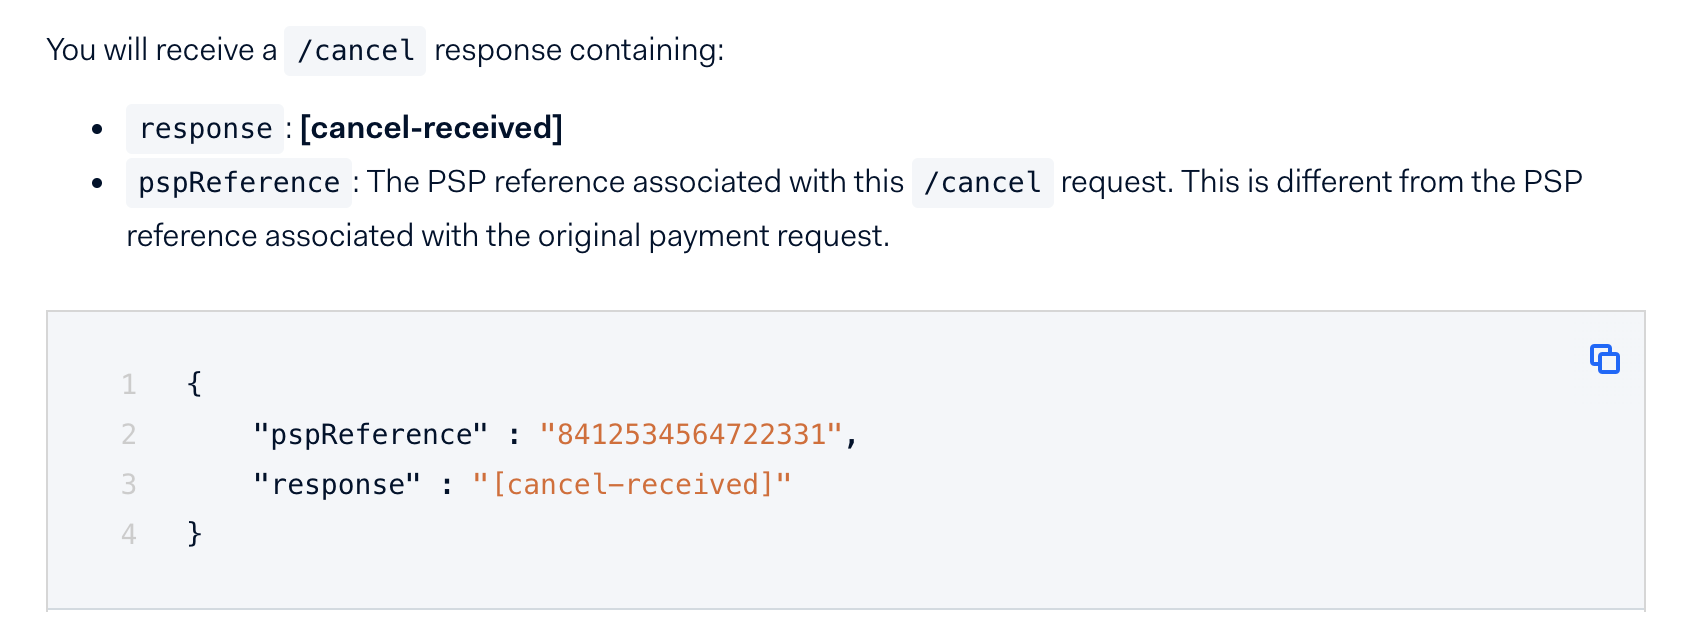 You will receive a /cancel response containing:
• response : [cancel-received]
• pspReference : The PSP reference associated with this /cancel request. This is different from the PSP
reference associated with the original payment request.
1 {
2 "pspReference" : "8412534564722331",
3 "response" : "[cancel-received]"
4 }